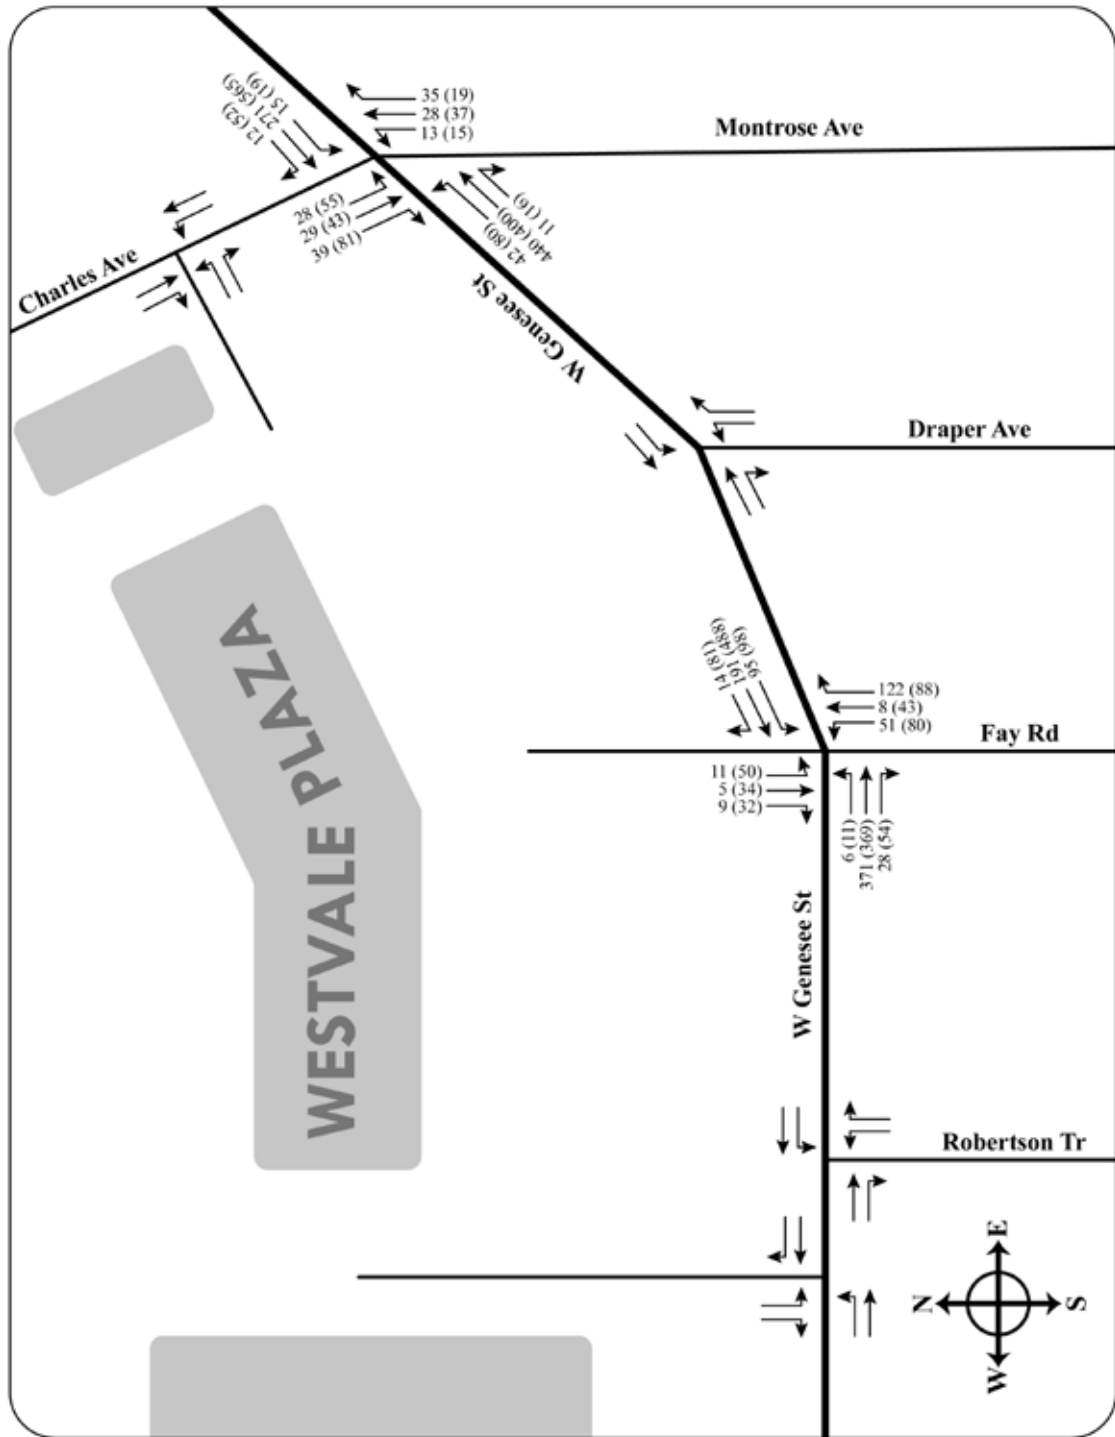 35 (19)
28 (37)
13 (15)
Montrose Ave
15 (19)
271 (565)
12 (52)
28 (55)
29 (43)
39 (81)
11 (16)
440 (400)
42 (80)
Charles Ave
W Genesee St
Draper Ave
14 (81)
191 (488)
95 (98)
122 (88)
8 (43)
51 (80)
Fay Rd
11 (50)
5 (34)
9 (32)
6 (11)
371 (369)
28 (54)
WESTVALE PLAZA
W Genesee St
Robertson Tr
E
N
S
W